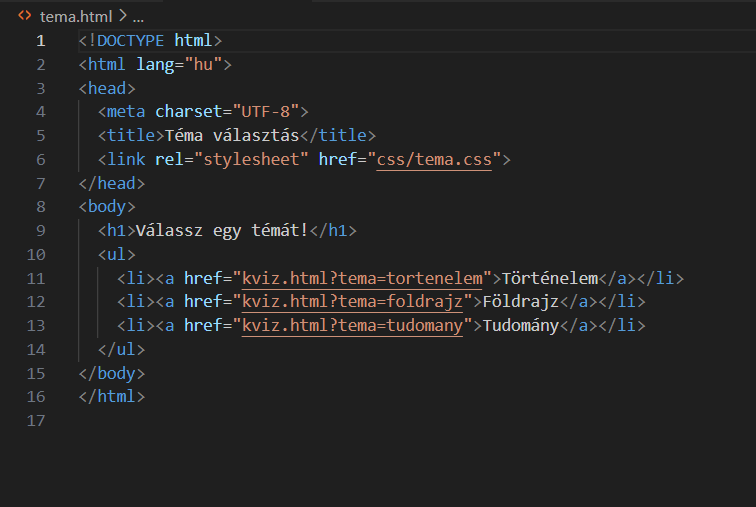 <> tema.html > ...
1 <!DOCTYPE html>
2 <html lang="hu">
3 <head>
4 <meta charset="UTF-8">
5 <title>Téma választás</title>
6 <link rel="stylesheet" href="css/tema.css">
7 </head>
8 <body>
9 <h1>Válassz egy témát!</h1>
10 <ul>
11 <li><a href="kviz.html?tema=tortenelem">Történelem</a></li>
12 <li><a href="kviz.html?tema=foldrajz">Földrajz</a></li>
13 <li><a href="kviz.html?tema=tudomany">Tudomány</a></li>
14 </ul>
15 </body>
16 </html>
17